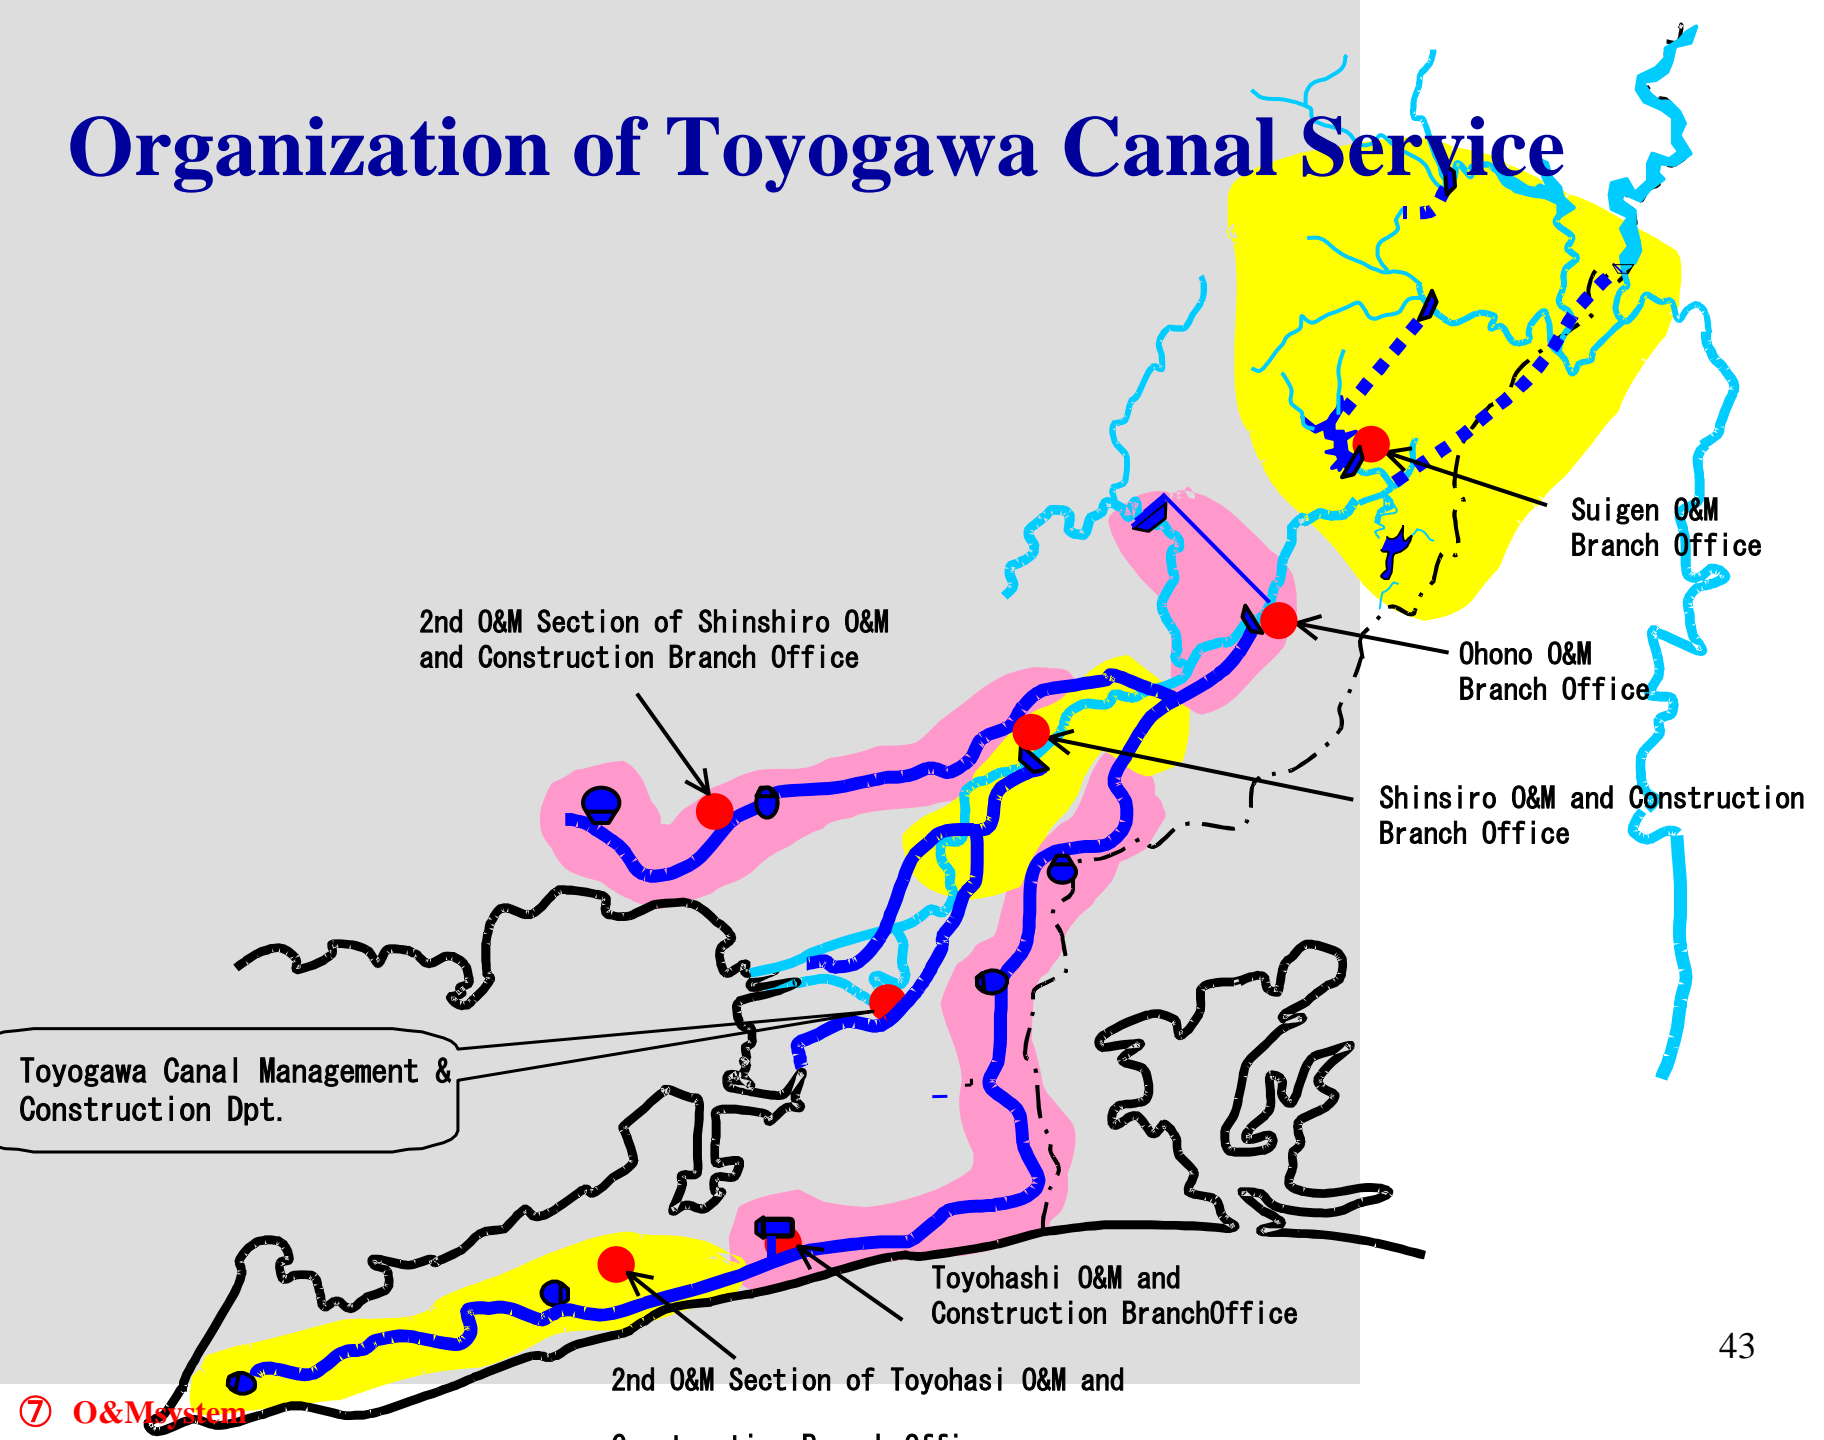 Organization of Toyogawa Canal Service
Suigen O&M
Branch Office
2nd O&M Section of Shinshiro O&M
and Construction Branch Office
Ohono O&M
Branch Office
Shinsiro O&M and Construction
Branch Office
Toyogawa Canal Management &
Construction Dpt.
Toyohashi O&M and
Construction BranchOffice
2nd O&M Section of Toyohasi O&M and
43
⑦ O&Msystem